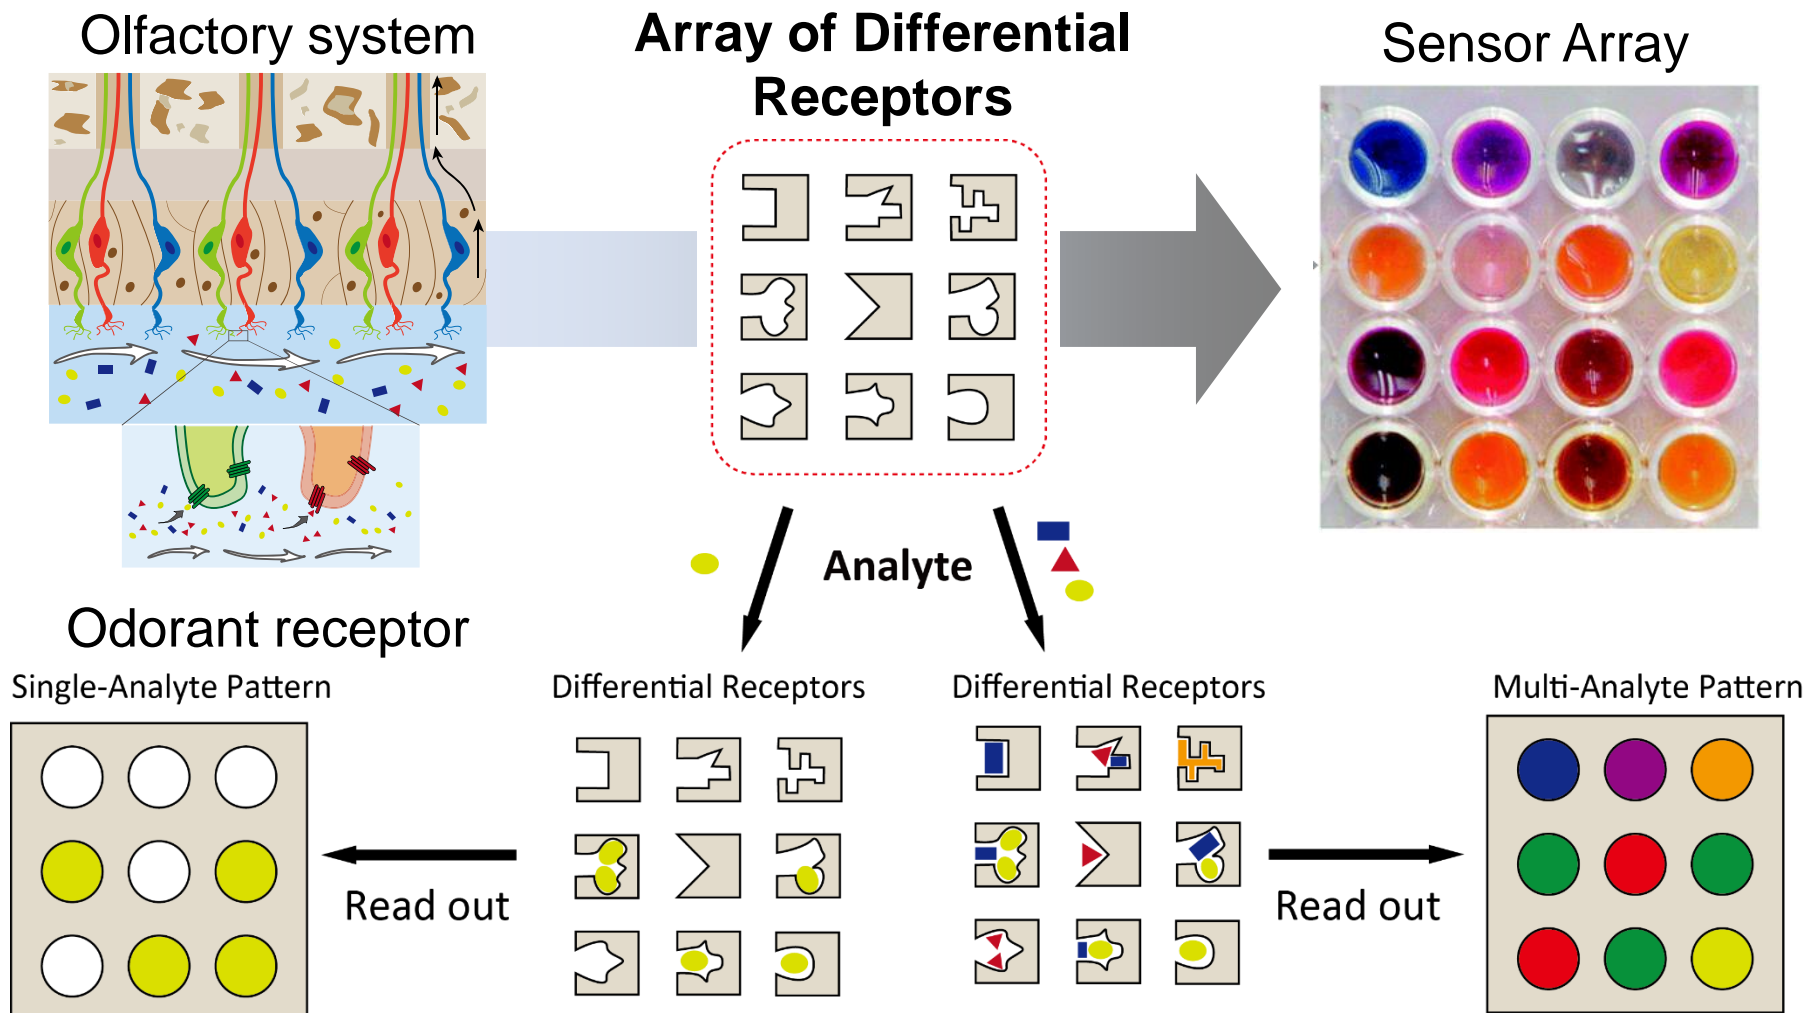 Olfactory system
Array of Differential
Receptors
Sensor Array
Analyte
Odorant receptor
Single-Analyte Pattern
Differential Receptors
Differential Receptors
Multi-Analyte Pattern
Read out
Read out